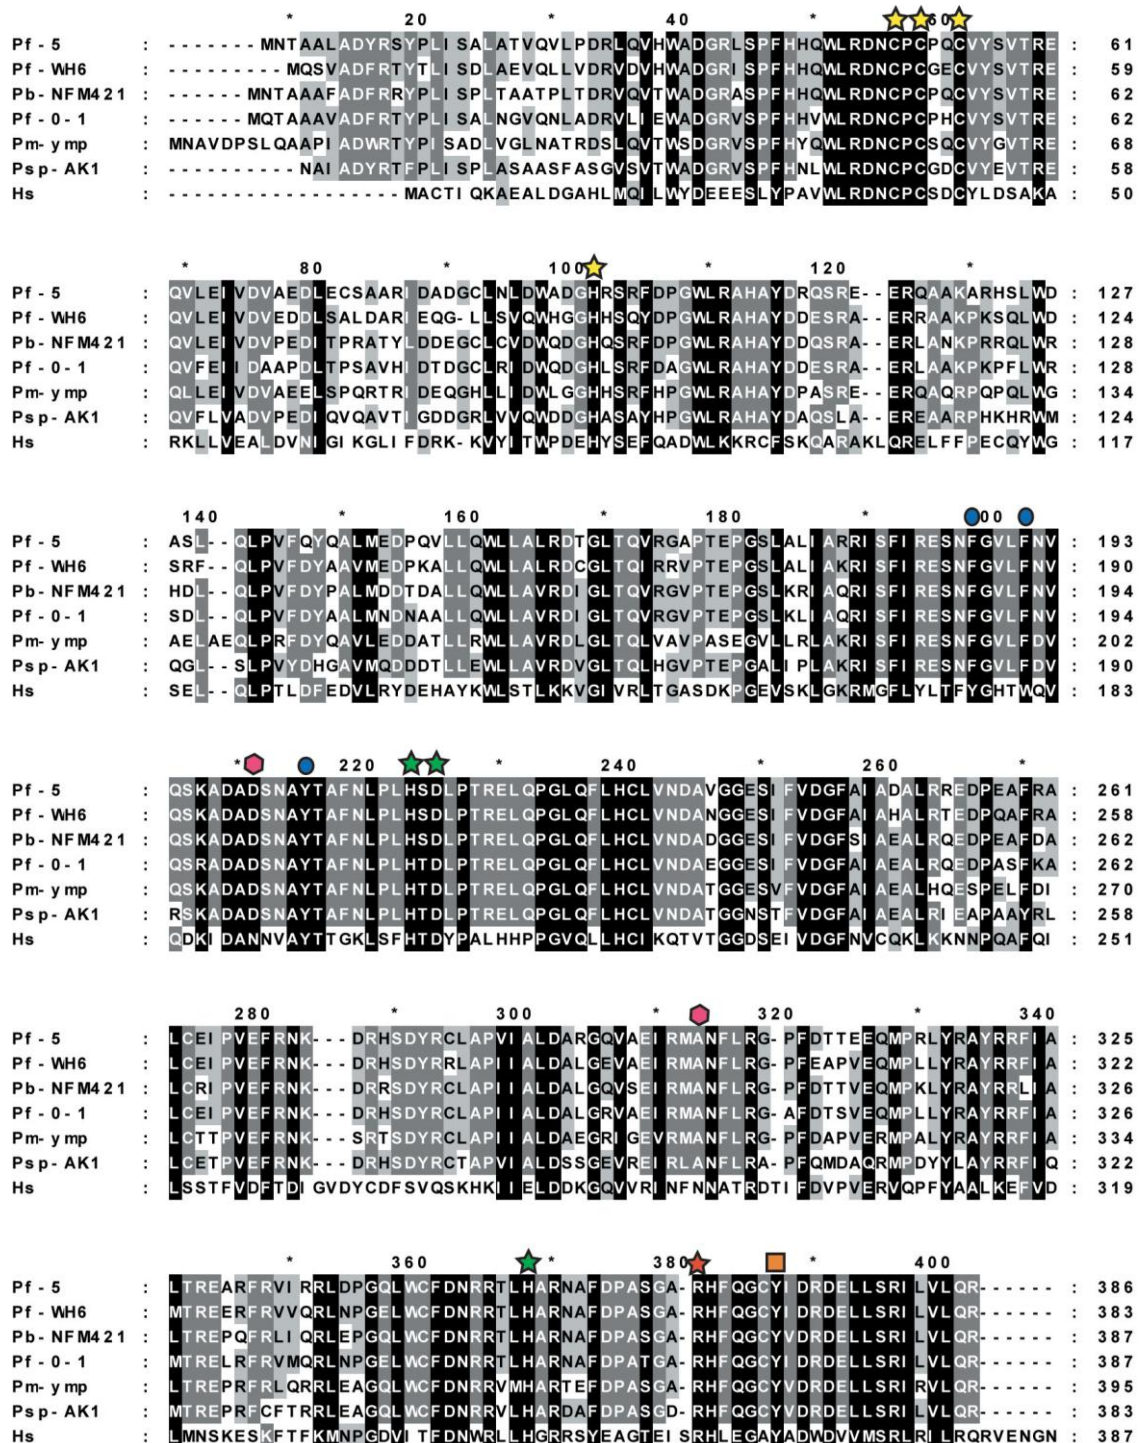 * 20 * 40 * 60
Pf-5 : -------MNTAALADYRSYPLISALATVQVLPDRLQVHWADGRLSPFHHQWLRDNCPCPQCVYSVTRE : 61
Pf-WH6 : ---------MQSVADFRTYTLISDLAEVQLLVDRVDVHWADGRISPFHHQWLRDNCPCGECVYSVTRE : 59
Pb-NFM421 : ------MNTAAAFADFRRYPLISPLTAATPLTDRVQVTWADGRASPFHHQWLRDNCPCPQCVYSVTRE : 62
Pf-0-1 : ------MQTAAAVADYRTYPLISALNGVQNLADRVLIEWADGRVSPFHHVWLRDNCPCPHCVYSVTRE : 62
Pm-ymp : MNAVDPSLQAAPIADWRTYPISADLVGLNATRDSLQVTWSDGRVSPFHYQWLRDNCPCSQCVYGVTRE : 68
Psp-AK1 : ----------NAIADYRTFPLISPLASAASFASGVSVTWADGRVSPFHNLWLRDNCPCGDCVYEVTRE : 58
Hs : ------------------MACTIQKAEALDGAHLMQILWYDEEESLYPAVWLRDNCPCSDCYLDSAKA : 50
* 80 * 100 * 120 *
Pf-5 : QVLEIVDVAEDLECSAARIDADGCLNLDWADGHRSRFDPGWLRAHAYDRQSRE--ERQAAKARHSLWD : 127
Pf-WH6 : QVLEIVDVEDDLSALDARIEQG-LLSVQWHGGHHSQYDPGWLRAHAYDDESRA--ERRAAKPKSQLWD : 124
Pb-NFM421 : QVLEIVDVPEDITPRATYLDDEGCLCVDWQDGHQSRFDPGWLRAHAYDDQSRA--ERLANKPRRQLWR : 128
Pf-0-1 : QVFEIIDAAPDLTPSAVHIDTDGCLRIDWQDGHLSRFDAGWLRAHAYDDESRA--ERLAAKPKPFLWR : 128
Pm-ymp : QLLEIVDVAEELSPQRTRIDEQGHLLIDWLGGHHSRFHPGWLRAHAYDPASRE--ERQAQRPQPQLWG : 134
Psp-AK1 : QVFLVADVPEDIQVQAVTIGDDGRLVVQWDDGHASAYHPGWLRAHAYDAQSLA--EREAARPHKHRWM : 124
Hs : RKLLVEALDVNIGIKGLIFDRK-KVYITWPDEHYSEFQADWLKKRCFSKQARAKLQRELFFPECQYWG : 117
140 * 160 * 180 * 200
Pf-5 : ASL--QLPVFQYQALMEDPQVLLQWLLALRDTGLTQVRGAPTEPGSLALIARRISFIRESNFGVLFNV : 193
Pf-WH6 : SRF--QLPVFDYAAVMEDPKALLQWLLALRDCGLTQIRRVPTEPGSLALIAKRISFIRESNFGVLFNV : 190
Pb-NFM421 : HDL--QLPVFDYPALMDDTDALLQWLLAVRDIGLTQVRGVPTEPGSLKRIAQRISFIRESNFGVLFNV : 194
Pf-0-1 : SDL--QLPVFDYAALMNDNAALLQWLLAVRDVGLTQVRGVPTEPGSLKLIAQRISFIRESNFGVLFNV : 194
Pm-ymp : AELAEQLPRFDYQAVLEDDATLLRWLLAVRDLGLTQLVAVPASEGVLLRLAKRISFIRESNFGVLFDV : 202
Psp-AK1 : QGL--SLPVYDHGAVMQDDDTLLEWLLAVRDVGLTQLHGVPTEPGALIPLAKRISFIRESNFGVLFDV : 190
Hs : SEL--QLPTLDFEDVLRYDEHAYKWLSTLKKVGIVRLTGASDKPGEVSKLGKRMGFLYLTFYGHTWQV : 183
* 220 * 240 * 260 *
Pf-5 : QSKADADSNAYTAFNLPLHSDLPTRELQPGLQFLHCLVNDAVGGESIFVDGFAIADALRREDPEAFRA : 261
Pf-WH6 : QSKADADSNAYTAFNLPLHSDLPTRELQPGLQFLHCLVNDANGGESIFVDGFAIAHALRTEDPQAFRA : 258
Pb-NFM421 : QSKADADSNAYTAFNLPLHSDLPTRELQPGLQFLHCLVNDADGGESIFVDGFSIAEALRQEDPEAFDA : 262
Pf-0-1 : QSRADADSNAYTAFNLPLHTDLPTRELQPGLQFLHCLVNDAEGGESIFVDGFAIAEALRQEDPASFKA : 262
Pm-ymp : QSKADADSNAYTAFNLPLHTDLPTRELQPGLQFLHCLVNDATGGESVFVDGFAIAEALHQESPELFDI : 270
Psp-AK1 : RSKADADSNAYTAFNLPLHTDLPTRELQPGLQFLHCLVNDATGGNSTFVDGFAIAEALRIEAPAAYRL : 258
Hs : QDKIDANNVAYTTGKLSFHTDYPALHHPPGVQLLHCIKQTVTGGDSEIVDGFNVCQKLKKNNPQAFQI : 251
280 * 300 * 320 * 340
Pf-5 : LCEIPVEFRNK---DRHSDYRCLAPVIALDARGQVAEIRMANFLRG-PFDTTEEQMPRLYRAYRRFIA : 325
Pf-WH6 : LCEIPVEFRNK---DRHSDYRRLAPVIALDALGEVAEIRMANFLRG-PFEAPVEQMPLLYRAYRRFIA : 322
Pb-NFM421 : LCRIPVEFRNK---DRRSDYRCLAPIIALDALGQVSEIRMANFLRG-PFDTTVEQMPKLYRAYRRLIA : 326
Pf-0-1 : LCEIPVEFRNK---DRHSDYRCLAPIIALDALGRVAEIRMANFLRG-AFDTSVEQMPLLYRAYRRFIA : 326
Pm-ymp : LCTTPVEFRNK---SRTSDYRCLAPIIALDAEGRIGEVRMANFLRG-PFDAPVERMPALYRAYRRFIA : 334
Psp-AK1 : LCETPVEFRNK---DRHSDYRCTAPVIALDSSGEVREIRLANFLRA-PFQMDAQRMPDYYLAYRRFIQ : 322
Hs : LSSTFVDFTDIGVDYCDFSVQSKHKIIELDDKGQVVRINFNNATRDTIFDVPVERVQPFYAALKEFVD : 319
* 360 * 380 * 400
Pf-5 : LTREARFRVIRRLDPGQLWCFDNRRTLHARNAFDPASGA-RHFQGCYIDRDELLSRILVLQR------ : 386
Pf-WH6 : MTREERFRVVQRLNPGELWCFDNRRTLHARNAFDPASGA-RHFQGCYIDRDELLSRILVLQR------ : 383
Pb-NFM421 : LTREPQFRLIQRLEPGQLWCFDNRRTLHARNAFDPASGA-RHFQGCYVDRDELLSRILVLQR------ : 387
Pf-0-1 : MTRELRFRVMQRLNPGELWCFDNRRTLHARNAFDPATGA-RHFQGCYIDRDELLSRILVLQR------ : 387
Pm-ymp : LTREPRFRLQRRLEAGQLWCFDNRRVMHARTEFDPASGA-RHFQGCYVDRDELLSRIRVLQR------ : 395
Psp-AK1 : MTREPRFCFTRRLEAGQLWCFDNRRVLHARDAFDPASGD-RHFQGCYVDRDELLSRILVLQR------ : 383
Hs : LMNSKESKFTFKMNPGDVITFDNWRLLHGRRSYEAGTEISRHLEGAYADWDVVMSRLRILRQRVENGN : 387